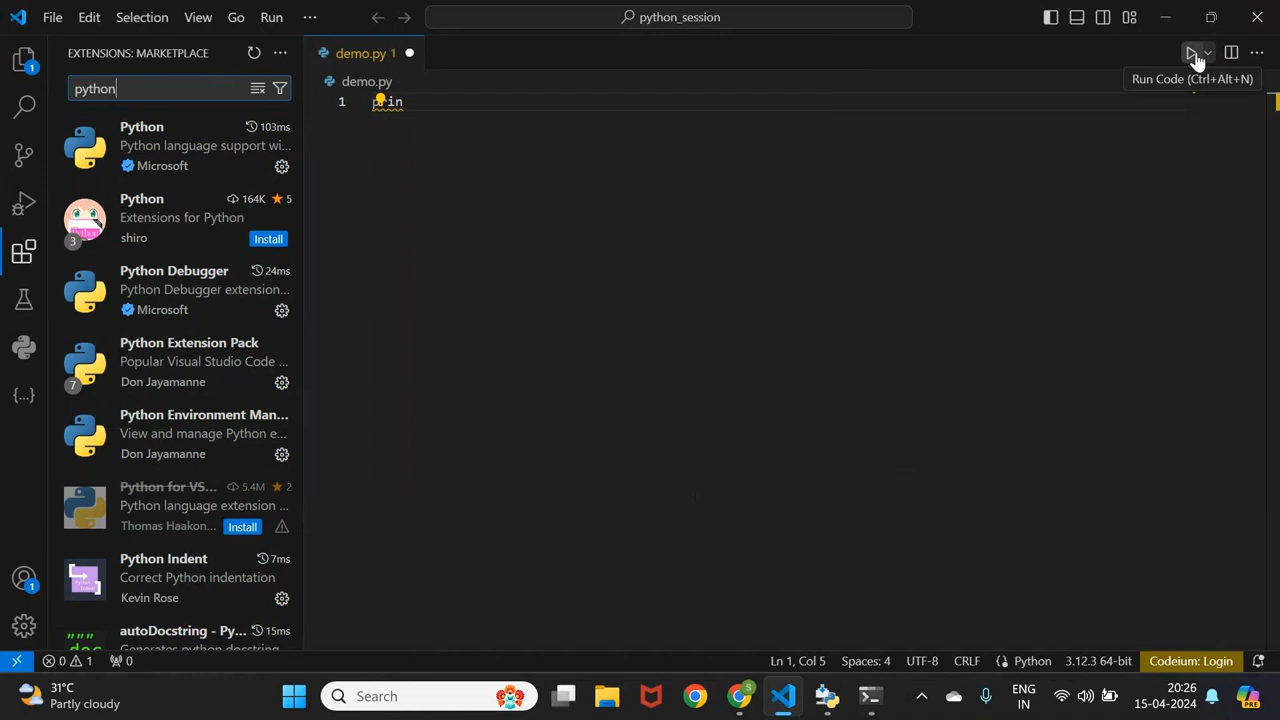 File Edit Selection View Go Run ··· python_session
EXTENSIONS: MARKETPLACE ···
python
Python 103ms
Python language support wi...
Microsoft
Python 164K 5
Extensions for Python
shiro Install
3
Python Debugger 24ms
Python Debugger extension...
Microsoft
Python Extension Pack
Popular Visual Studio Code ...
Don Jayamanne
7
Python Environment Man...
View and manage Python e...
Don Jayamanne
Python for VS... 5.4M 2
Python language extension ...
Thomas Haakon... Install
Python Indent 7ms
Correct Python indentation
Kevin Rose
autoDocstring - Py... 15ms
1
1
demo.py 1
demo.py
1 prin
Run Code (Ctrl+Alt+N)
0 1 0 Ln 1, Col 5 Spaces: 4 UTF-8 CRLF Python 3.12.3 64-bit Codeium: Login
31°C
Partly cloudy
Search
5
ENG
IN
20:26
15-04-2024
PRE